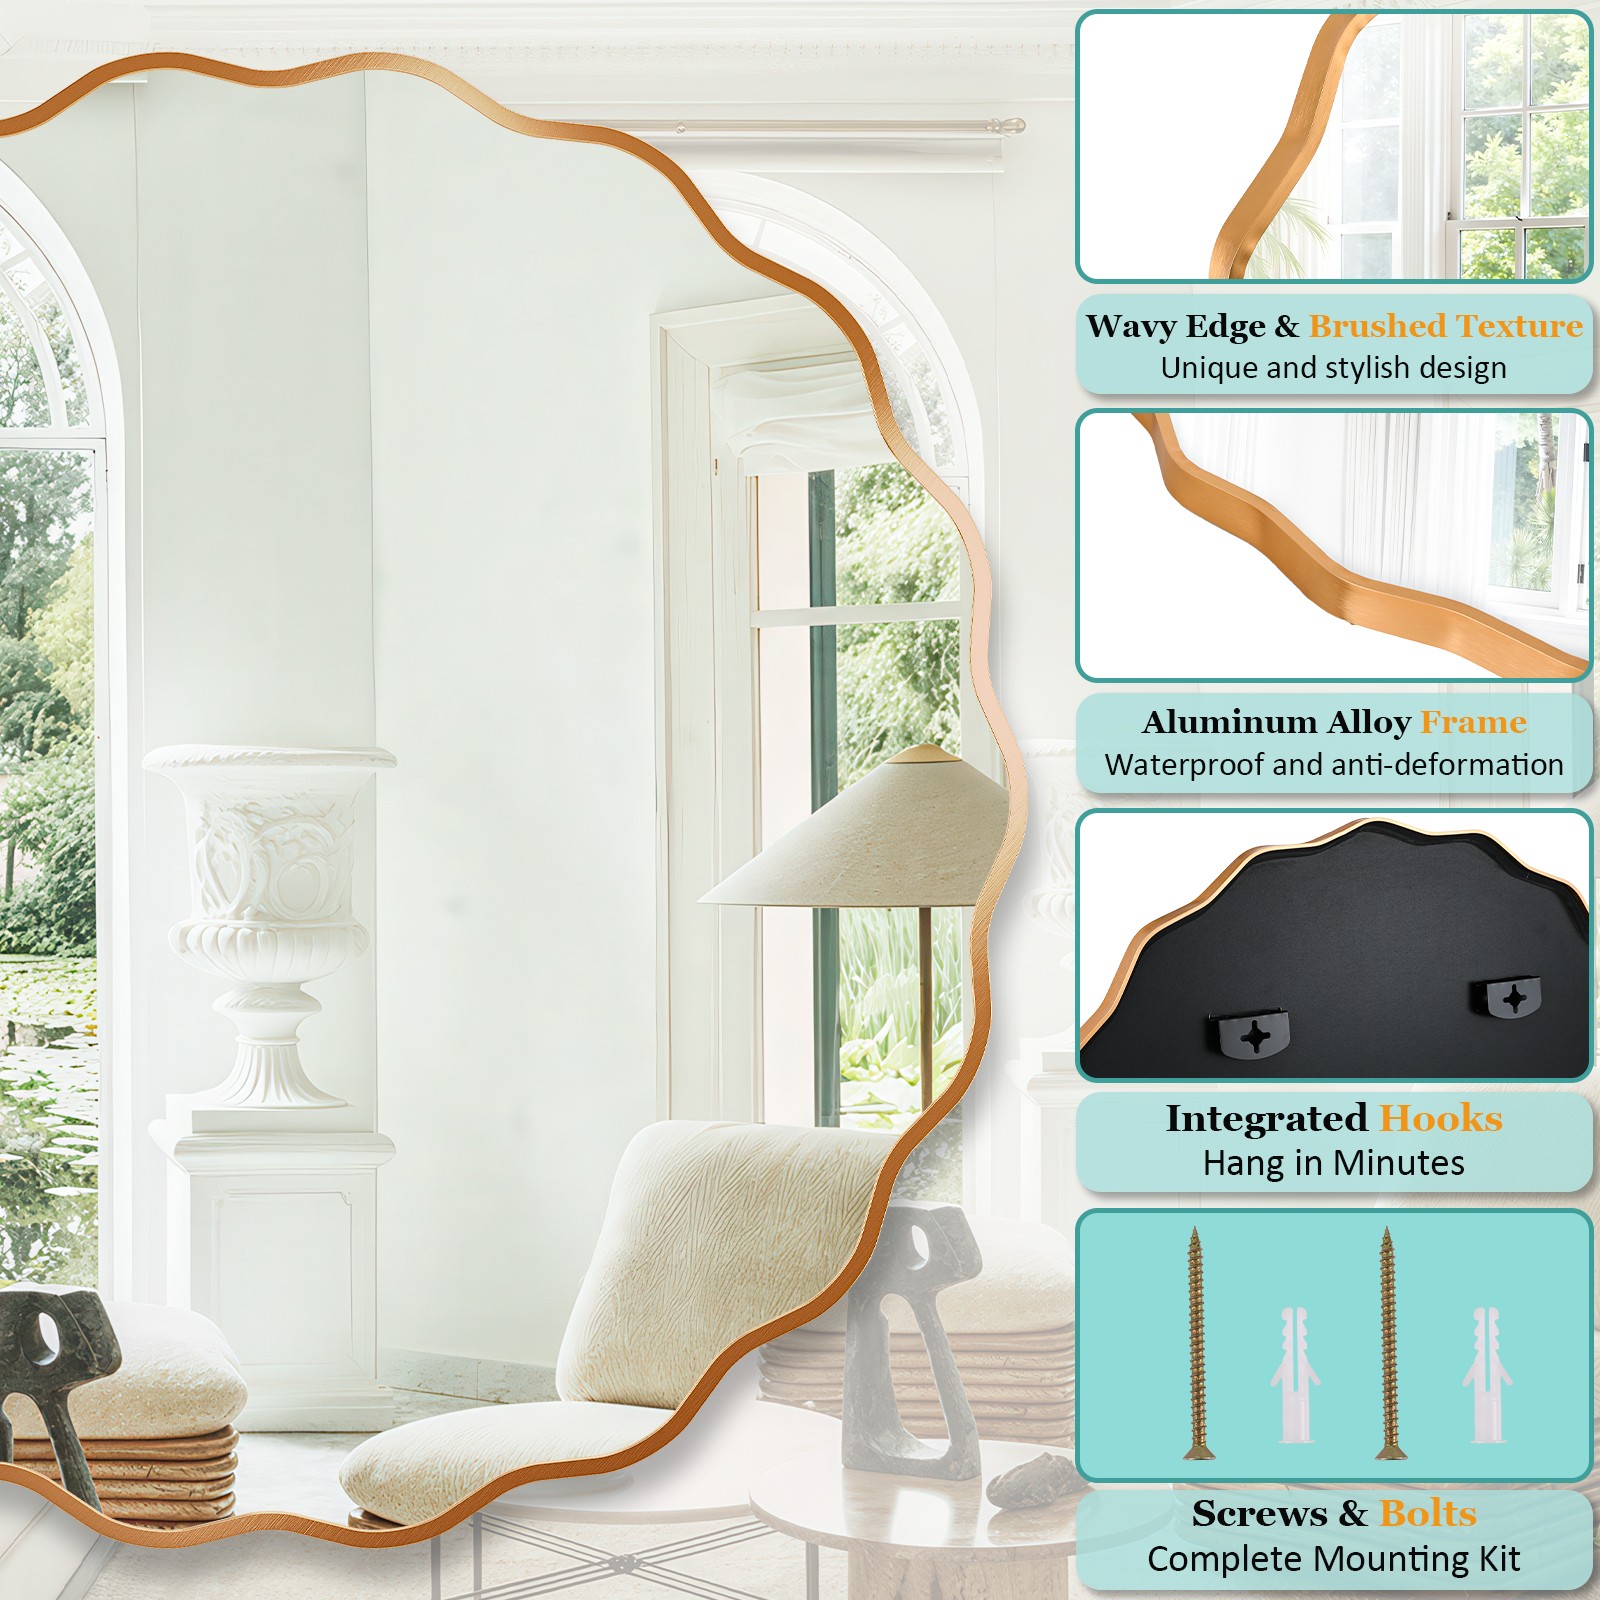 Wavy Edge & Brushed Texture
Unique and stylish design
Aluminum Alloy Frame
Waterproof and anti-deformation
Integrated Hooks
Hang in Minutes
Screws & Bolts
Complete Mounting Kit